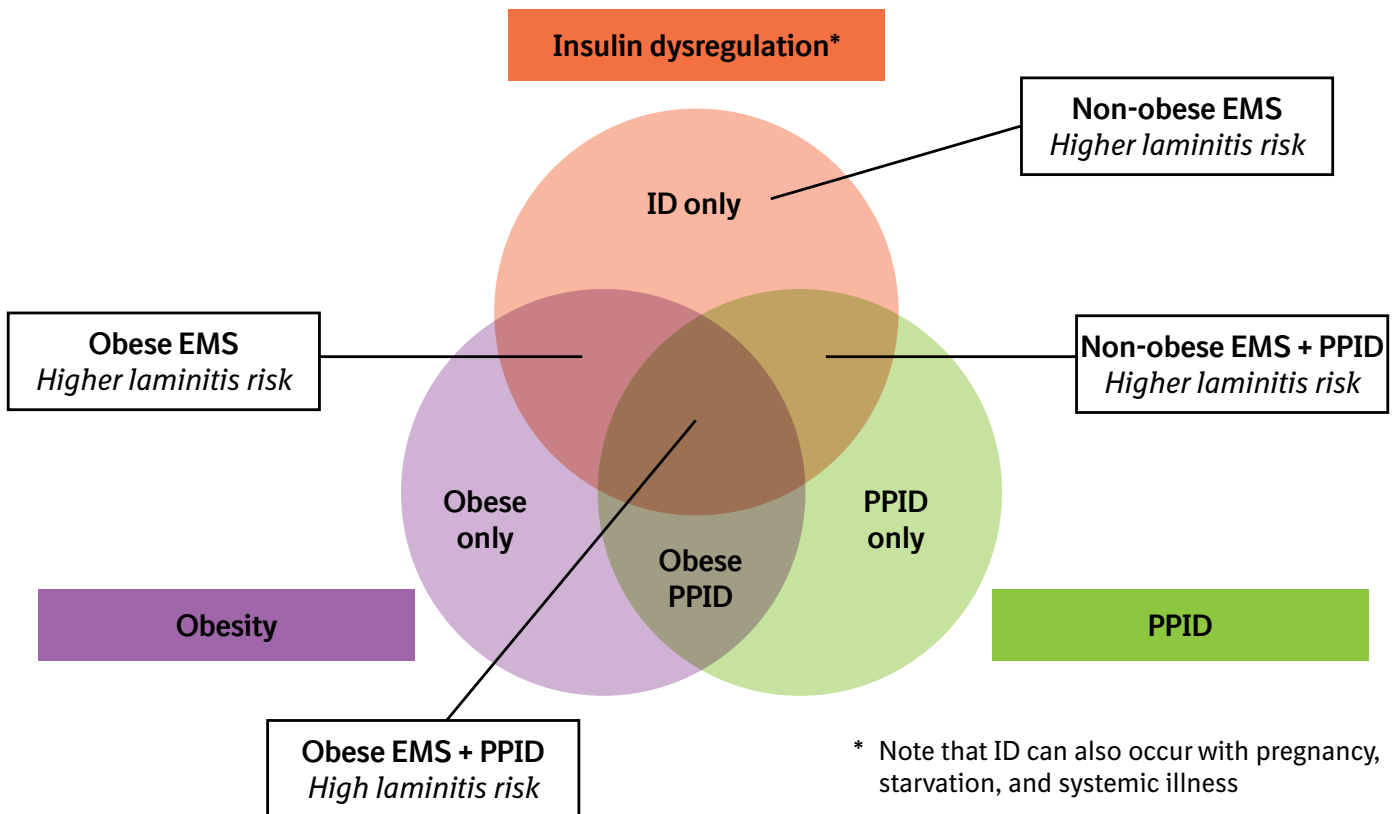 Insulin dysregulation*
Non-obese EMS
Higher laminitis risk
ID only
Obese EMS
Higher laminitis risk
Non-obese EMS + PPID
Higher laminitis risk
Obese
only
PPID
only
Obese
PPID
Obesity
PPID
Obese EMS + PPID
High laminitis risk
* Note that ID can also occur with pregnancy,
starvation, and systemic illness